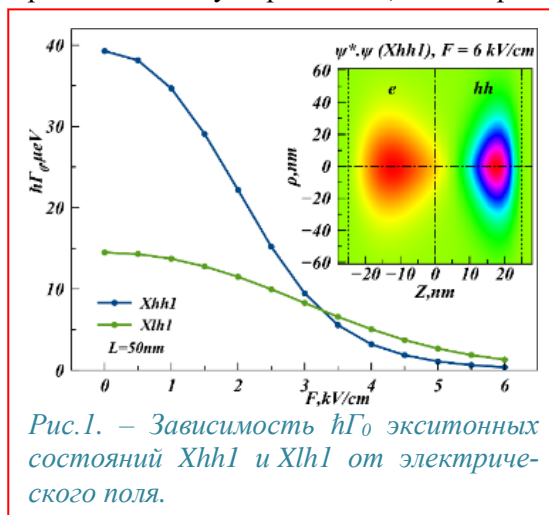 40
30
20
10
0
ħΓ₀,μeV
ψ*.ψ (Xhh1), F = 6 kV/cm
60
40
20
0
−20
−40
−60
ρ,nm
e
hh
−20
−10
0
10
20
Z,nm
Xhh1
Xlh1
L=50nm
0 1 2 3 4 5 6
F,kV/cm
Рис.1. – Зависимость ħΓ₀ экситонных
состояний Xhh1 и Xlh1 от электриче-
ского поля.